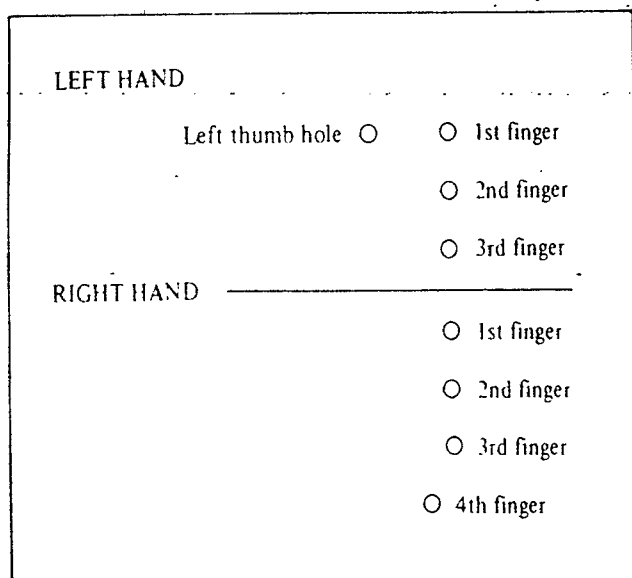 LEFT HAND
Left thumb hole 1st finger
2nd finger
3rd finger
RIGHT HAND
1st finger
2nd finger
3rd finger
4th finger